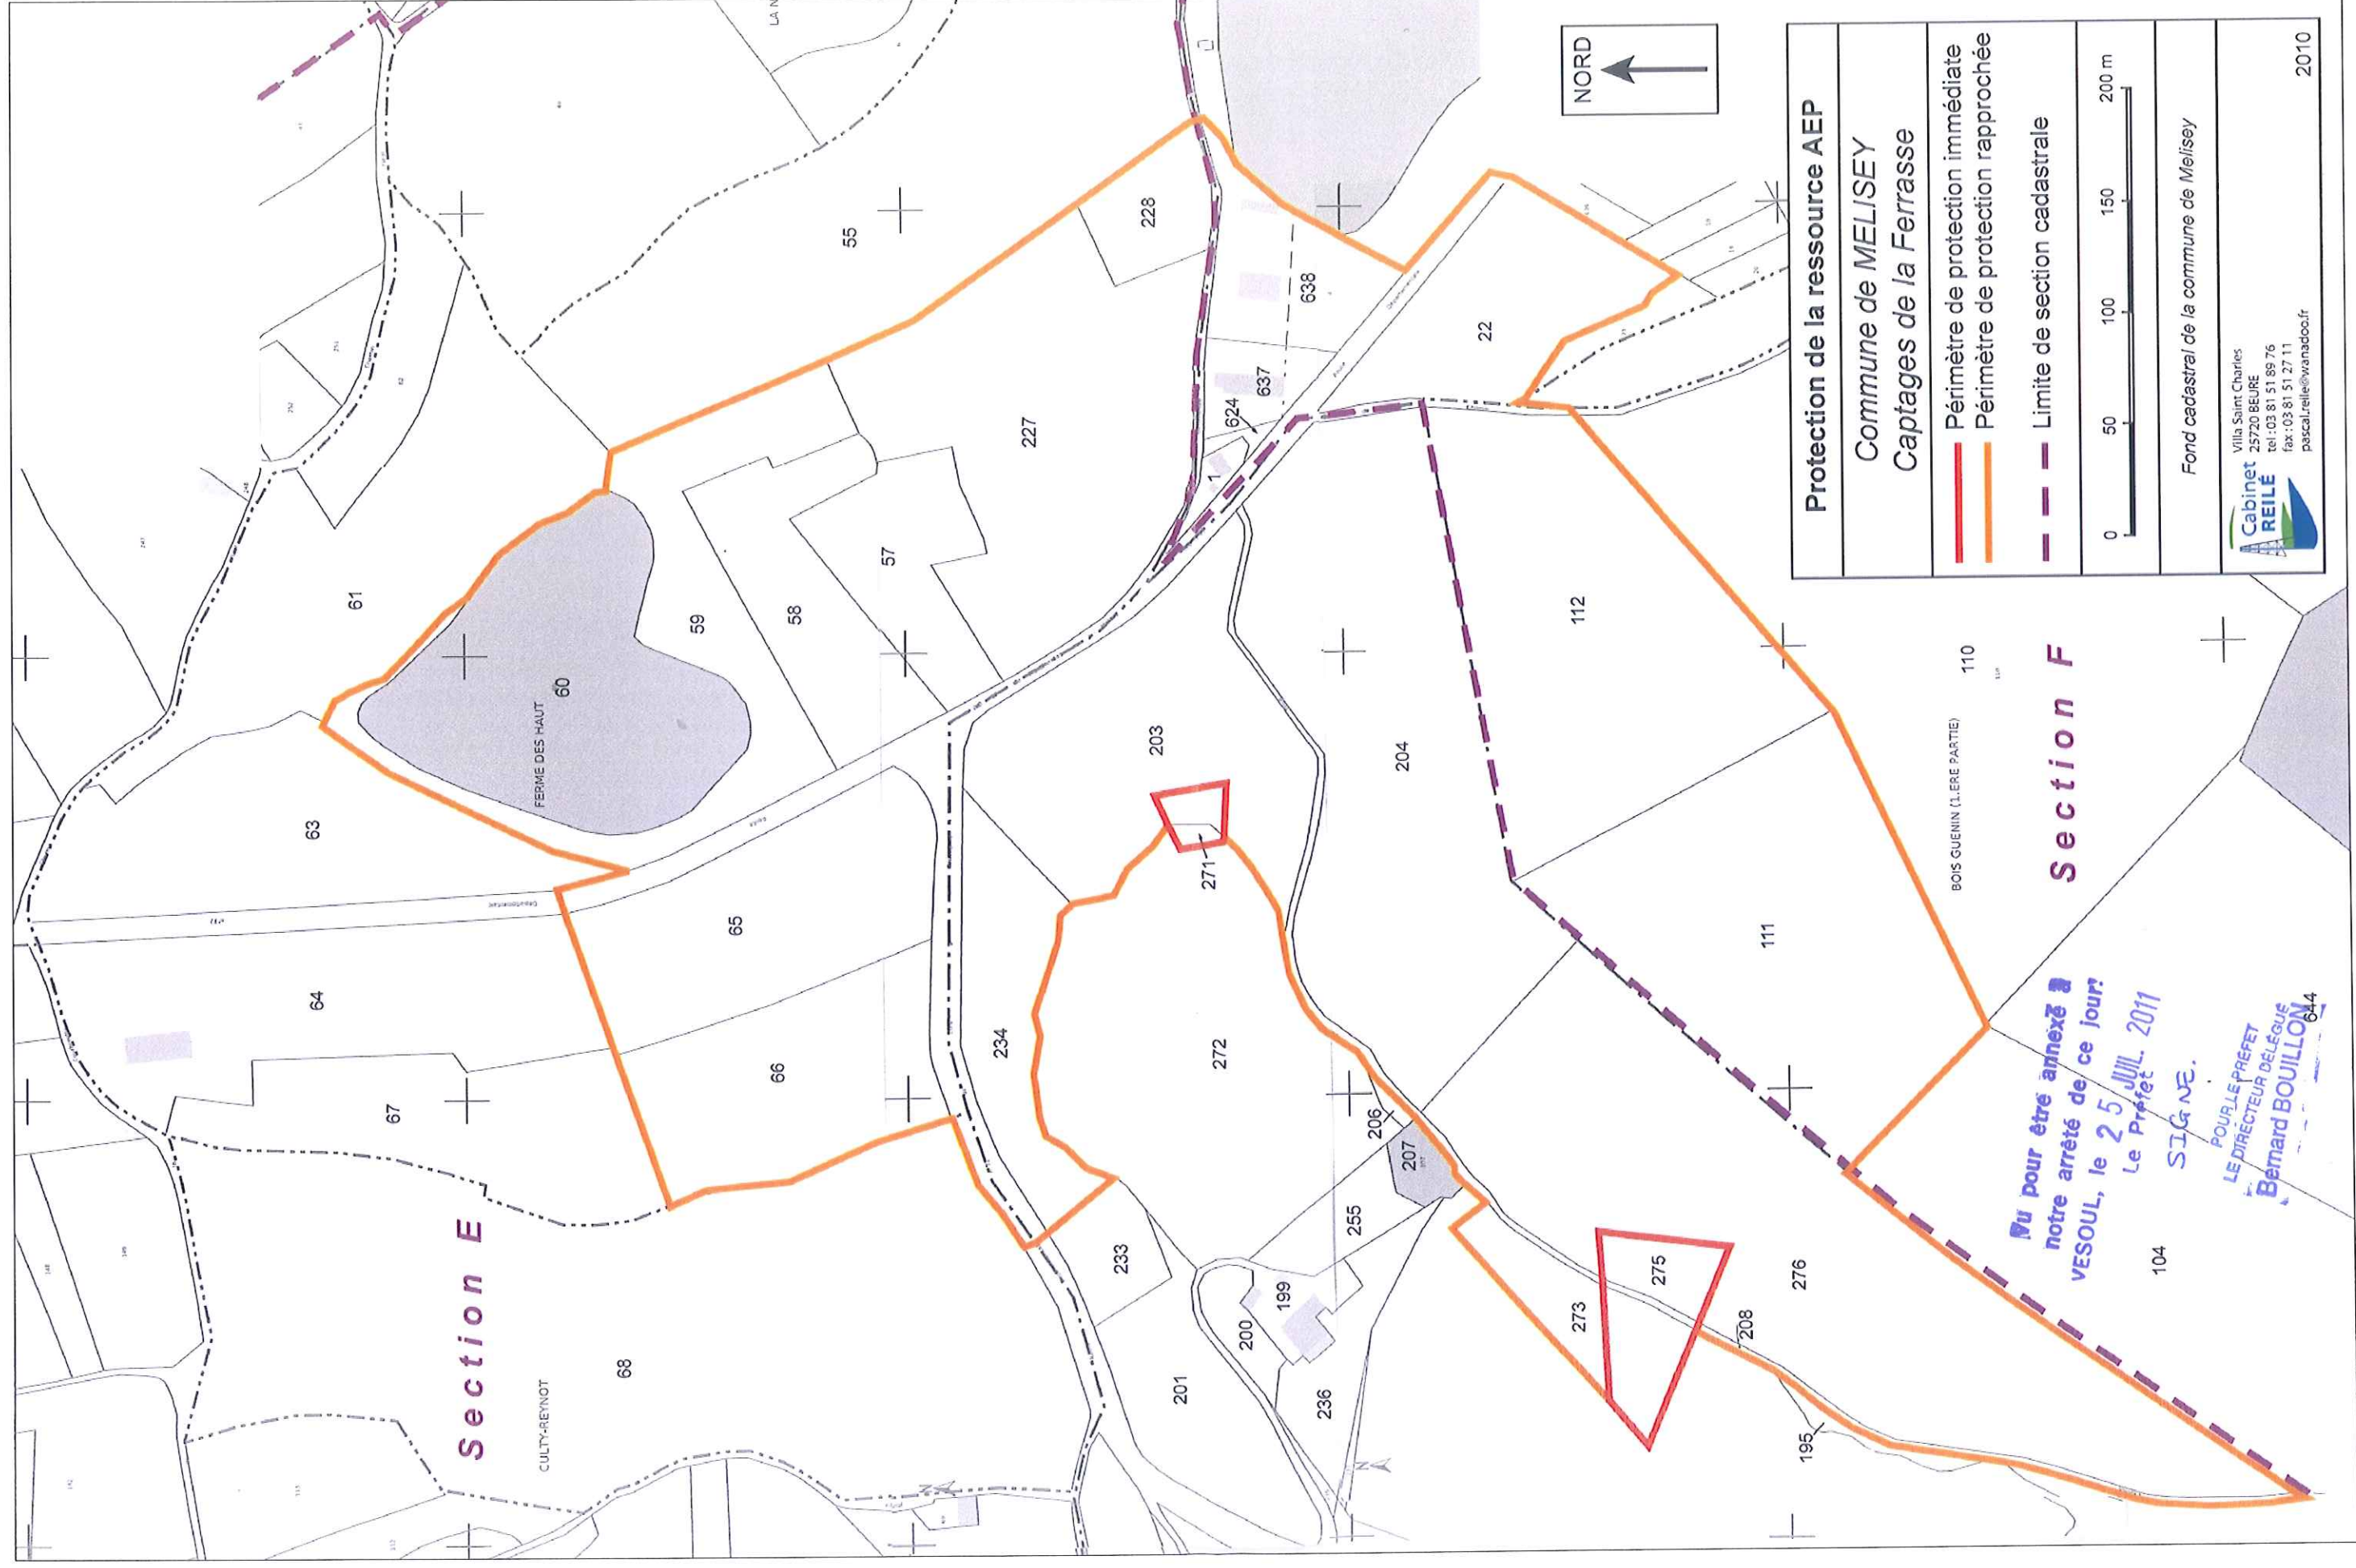 Protection de la ressource AEP
Commune de MELISEY
Captages de la Ferrasse
Périmètre de protection immédiate
Périmètre de protection rapprochée
Limite de section cadastrale
0 50 100 150 200 m
Fond cadastral de la commune de Melisey
Cabinet
REILÉ
Villa Saint Charles
25720 BEURE
tel : 03 81 51 89 76
fax : 03 81 51 27 11
pascal.reile@wanadoo.fr
2010
NORD
Section E
CULTY-REYNOT
68
67
64
63
61
FERME DES HAUT
60
59
58
57
55
65
66
227
228
234
203
271
272
204
638
637
624
1
22
112
111
110
BOIS GUENIN (1.ERE PARTIE)
Section F
233
201
200
199
255
236
206
207
273
275
276
208
195
104
644
Vu pour être annexé à
notre arrêté de ce jour
VESOUL, le 25 JUIL. 2011
Le Préfet
SIGNE.
POUR LE PREFET
LE DIRECTEUR DÉLÉGUÉ
Bernard BOUILLON